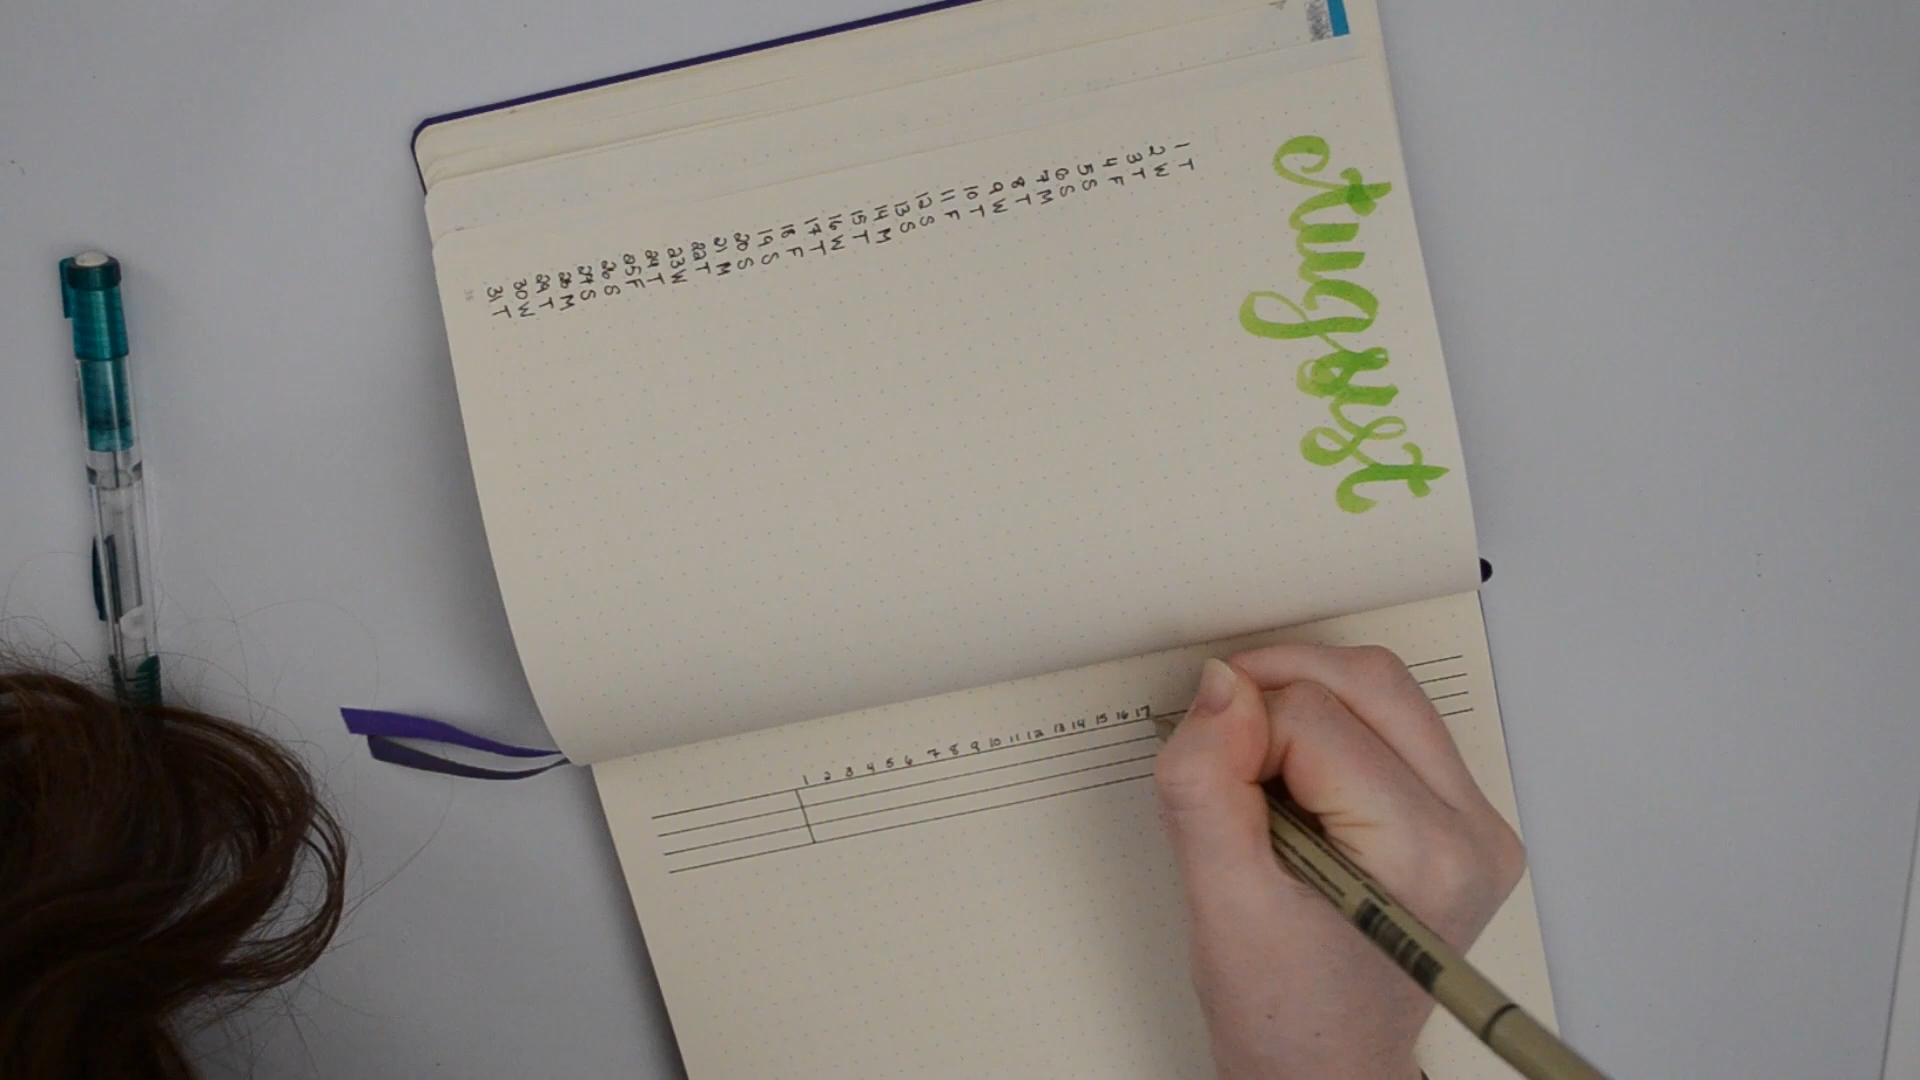 August
1 T
2 W
3 T
4 F
5 S
6 S
7 M
8 T
9 W
10 T
11 F
12 S
13 S
14 M
15 T
16 W
17 T
18 F
19 S
20 S
21 M
22 T
23 W
24 T
25 F
26 S
27 S
28 M
29 T
30 W
31 T
1 2 3 4 5 6 7 8 9 10 11 12 13 14 15 16 17